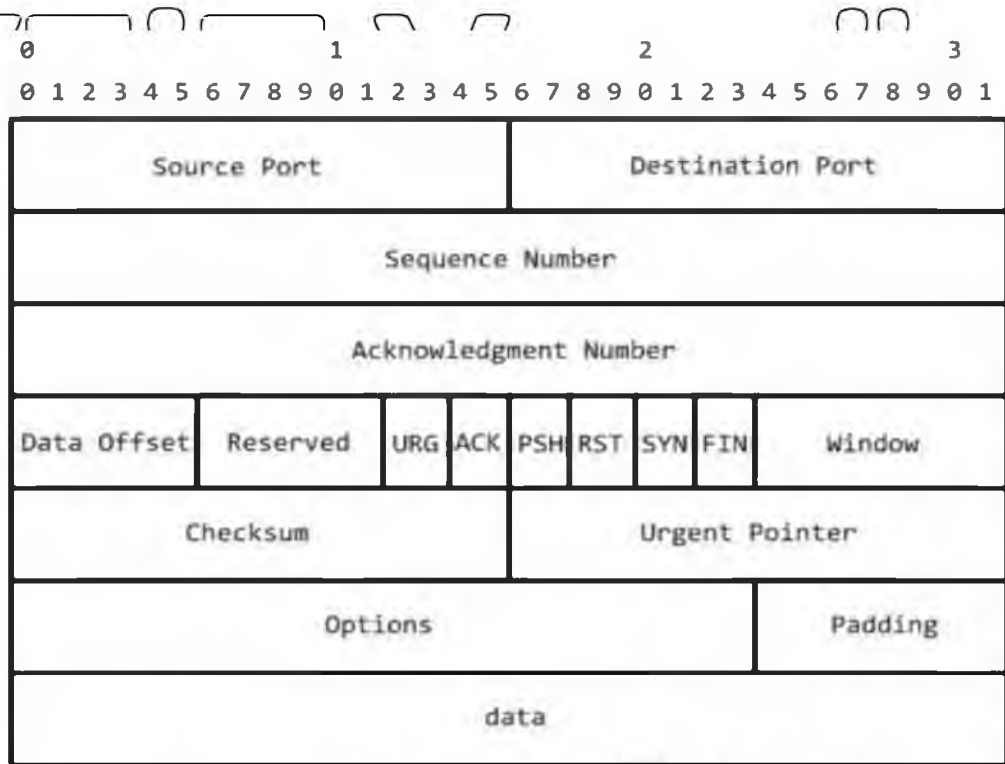 0 1 2 3
0 1 2 3 4 5 6 7 8 9 0 1 2 3 4 5 6 7 8 9 0 1 2 3 4 5 6 7 8 9 0 1
Source Port Destination Port
Sequence Number
Acknowledgment Number
Data Offset Reserved URG ACK PSH RST SYN FIN Window
Checksum Urgent Pointer
Options Padding
data